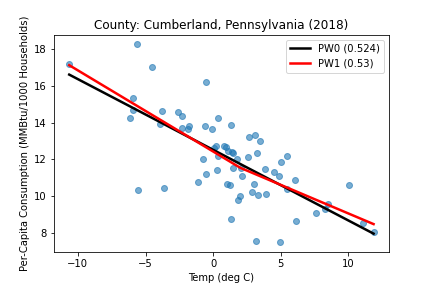 County: Cumberland, Pennsylvania (2018)
Per-Capita Consumption (MMBtu/1000 Households)
18
16
14
12
10
8
PW0 (0.524)
PW1 (0.53)
−10
−5
0
5
10
Temp (deg C)